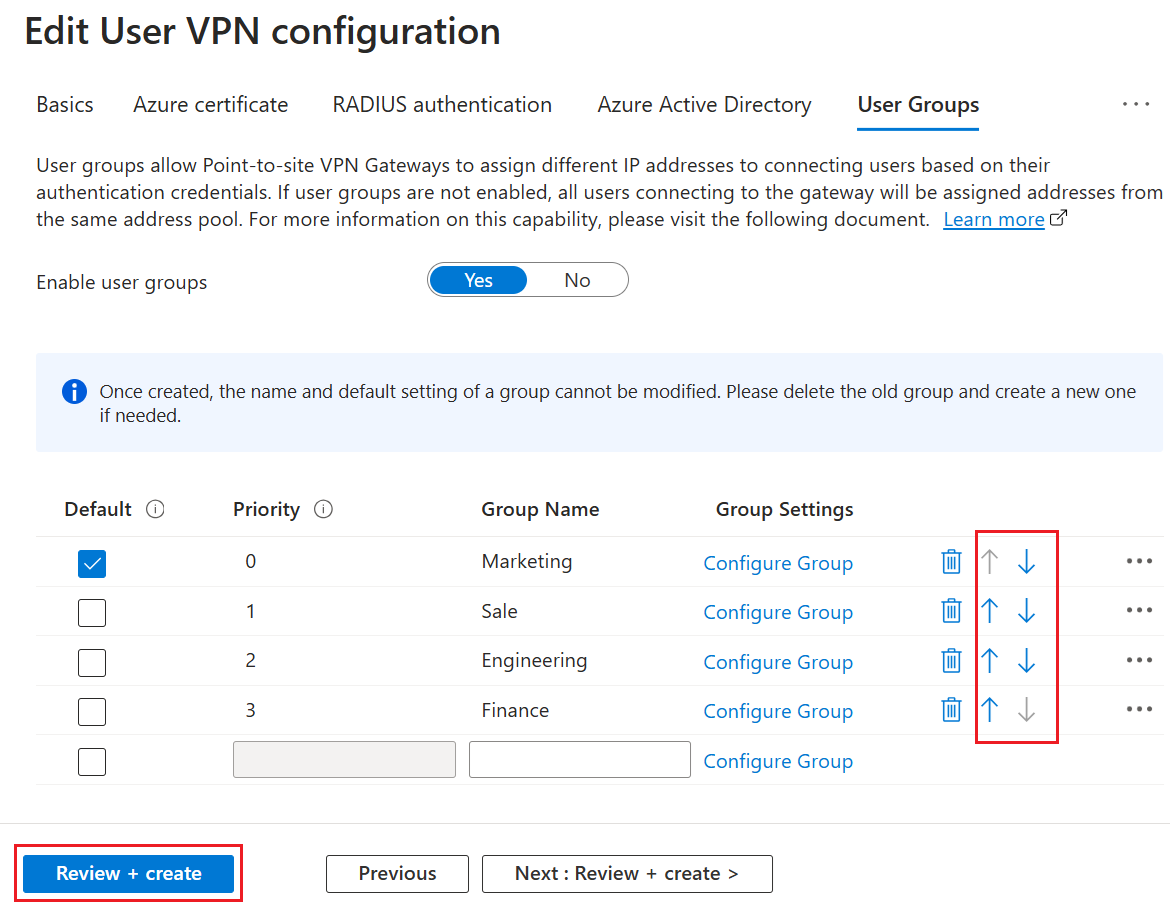 Edit User VPN configuration
Basics Azure certificate RADIUS authentication Azure Active Directory User Groups ···
User groups allow Point-to-site VPN Gateways to assign different IP addresses to connecting users based on their
authentication credentials. If user groups are not enabled, all users connecting to the gateway will be assigned addresses from
the same address pool. For more information on this capability, please visit the following document. Learn more
Enable user groups Yes No
Once created, the name and default setting of a group cannot be modified. Please delete the old group and create a new one
if needed.
Default Priority Group Name Group Settings
0 Marketing Configure Group
1 Sale Configure Group
2 Engineering Configure Group
3 Finance Configure Group
Configure Group
Review + create Previous Next : Review + create >